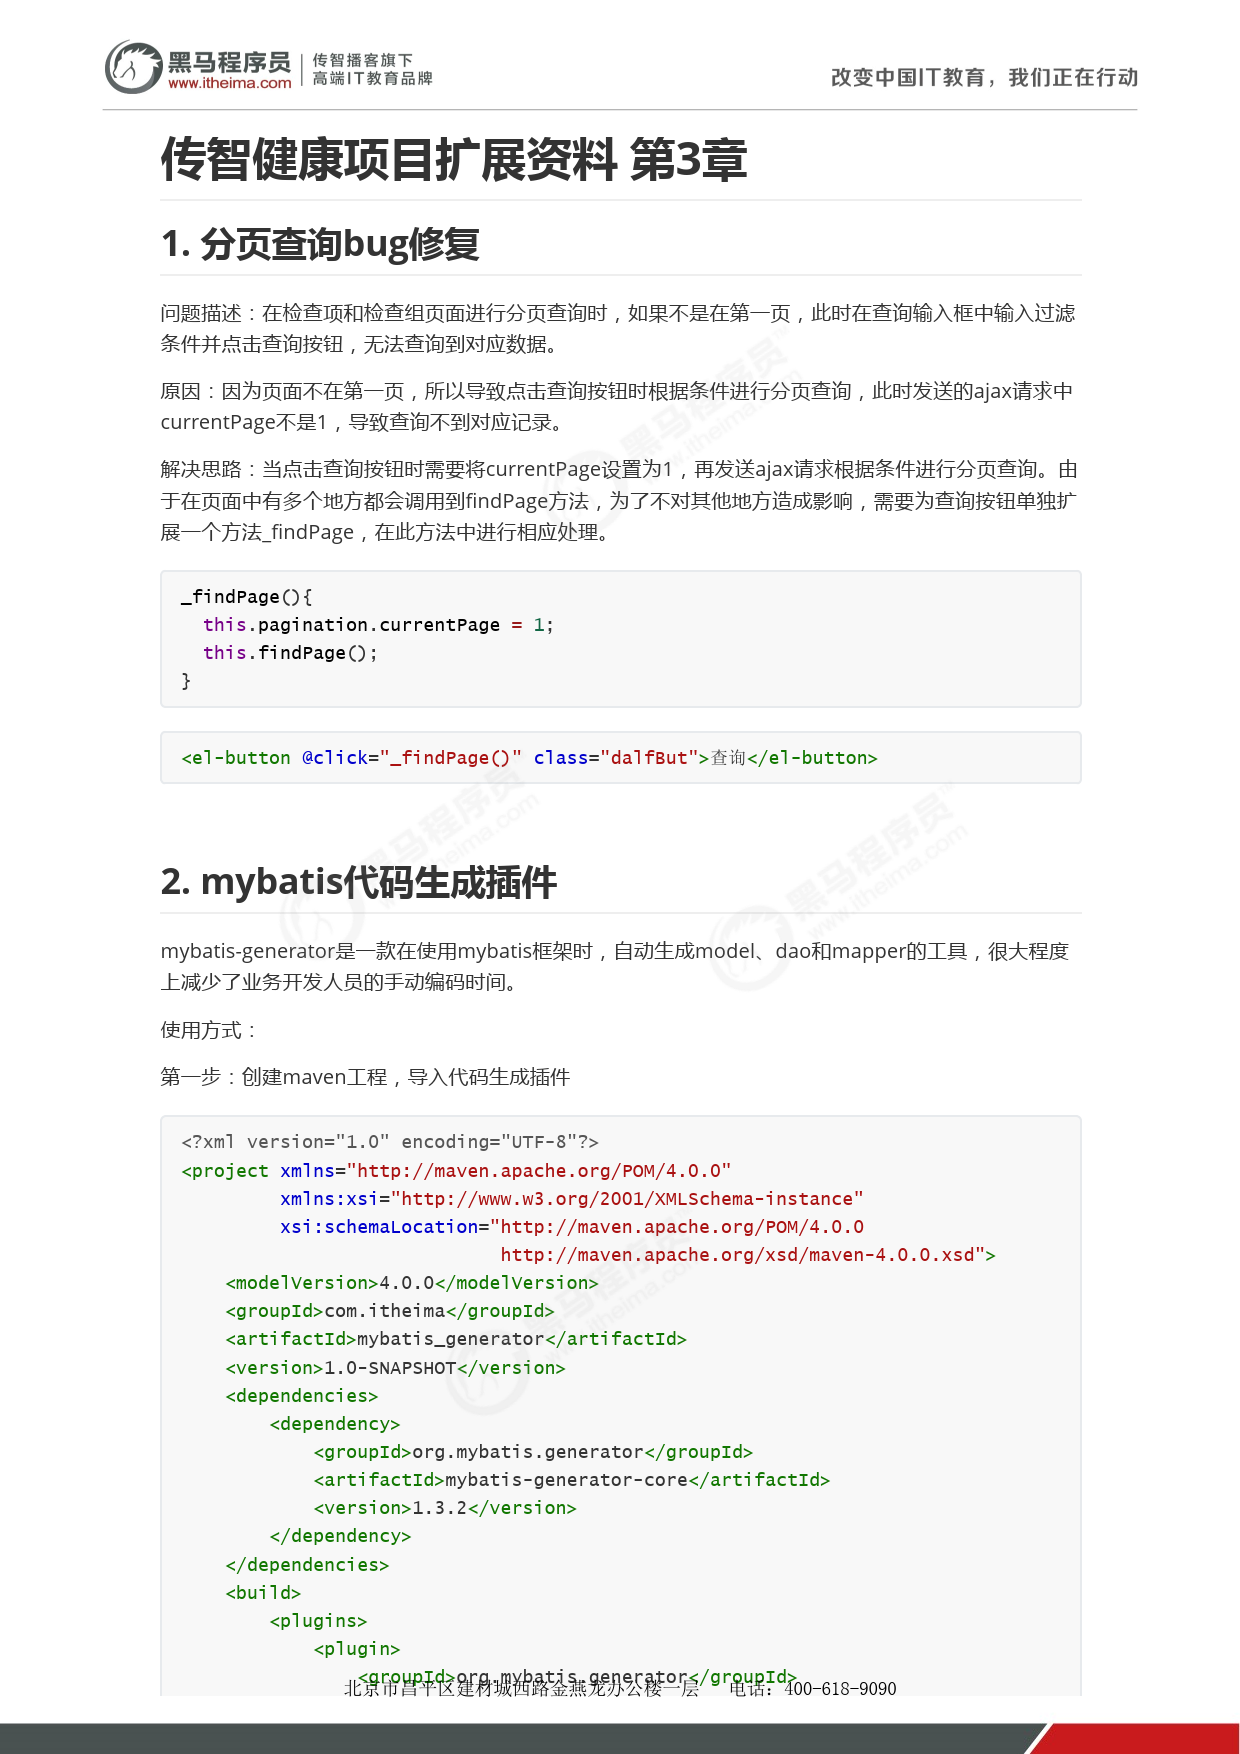 黑马程序员
www.itheima.com
传智播客旗下
高端IT教育品牌
改变中国IT教育，我们正在行动
传智健康项目扩展资料 第3章
1. 分页查询bug修复
问题描述：在检查项和检查组页面进行分页查询时，如果不是在第一页，此时在查询输入框中输入过滤
条件并点击查询按钮，无法查询到对应数据。
原因：因为页面不在第一页，所以导致点击查询按钮时根据条件进行分页查询，此时发送的ajax请求中
currentPage不是1，导致查询不到对应记录。
解决思路：当点击查询按钮时需要将currentPage设置为1，再发送ajax请求根据条件进行分页查询。由
于在页面中有多个地方都会调用到findPage方法，为了不对其他地方造成影响，需要为查询按钮单独扩
展一个方法_findPage，在此方法中进行相应处理。
_findPage(){
  this.pagination.currentPage = 1;
  this.findPage();
}
<el-button @click="_findPage()" class="dalfBut">查询</el-button>
2. mybatis代码生成插件
mybatis-generator是一款在使用mybatis框架时，自动生成model、dao和mapper的工具，很大程度
上减少了业务开发人员的手动编码时间。
使用方式：
第一步：创建maven工程，导入代码生成插件
<?xml version="1.0" encoding="UTF-8"?>
<project xmlns="http://maven.apache.org/POM/4.0.0"
         xmlns:xsi="http://www.w3.org/2001/XMLSchema-instance"
         xsi:schemaLocation="http://maven.apache.org/POM/4.0.0
                             http://maven.apache.org/xsd/maven-4.0.0.xsd">
    <modelVersion>4.0.0</modelVersion>
    <groupId>com.itheima</groupId>
    <artifactId>mybatis_generator</artifactId>
    <version>1.0-SNAPSHOT</version>
    <dependencies>
        <dependency>
            <groupId>org.mybatis.generator</groupId>
            <artifactId>mybatis-generator-core</artifactId>
            <version>1.3.2</version>
        </dependency>
    </dependencies>
    <build>
        <plugins>
            <plugin>
                <groupId>org.mybatis.generator</groupId>
北京市昌平区建材城西路金燕龙办公楼一层 电话：400-618-9090